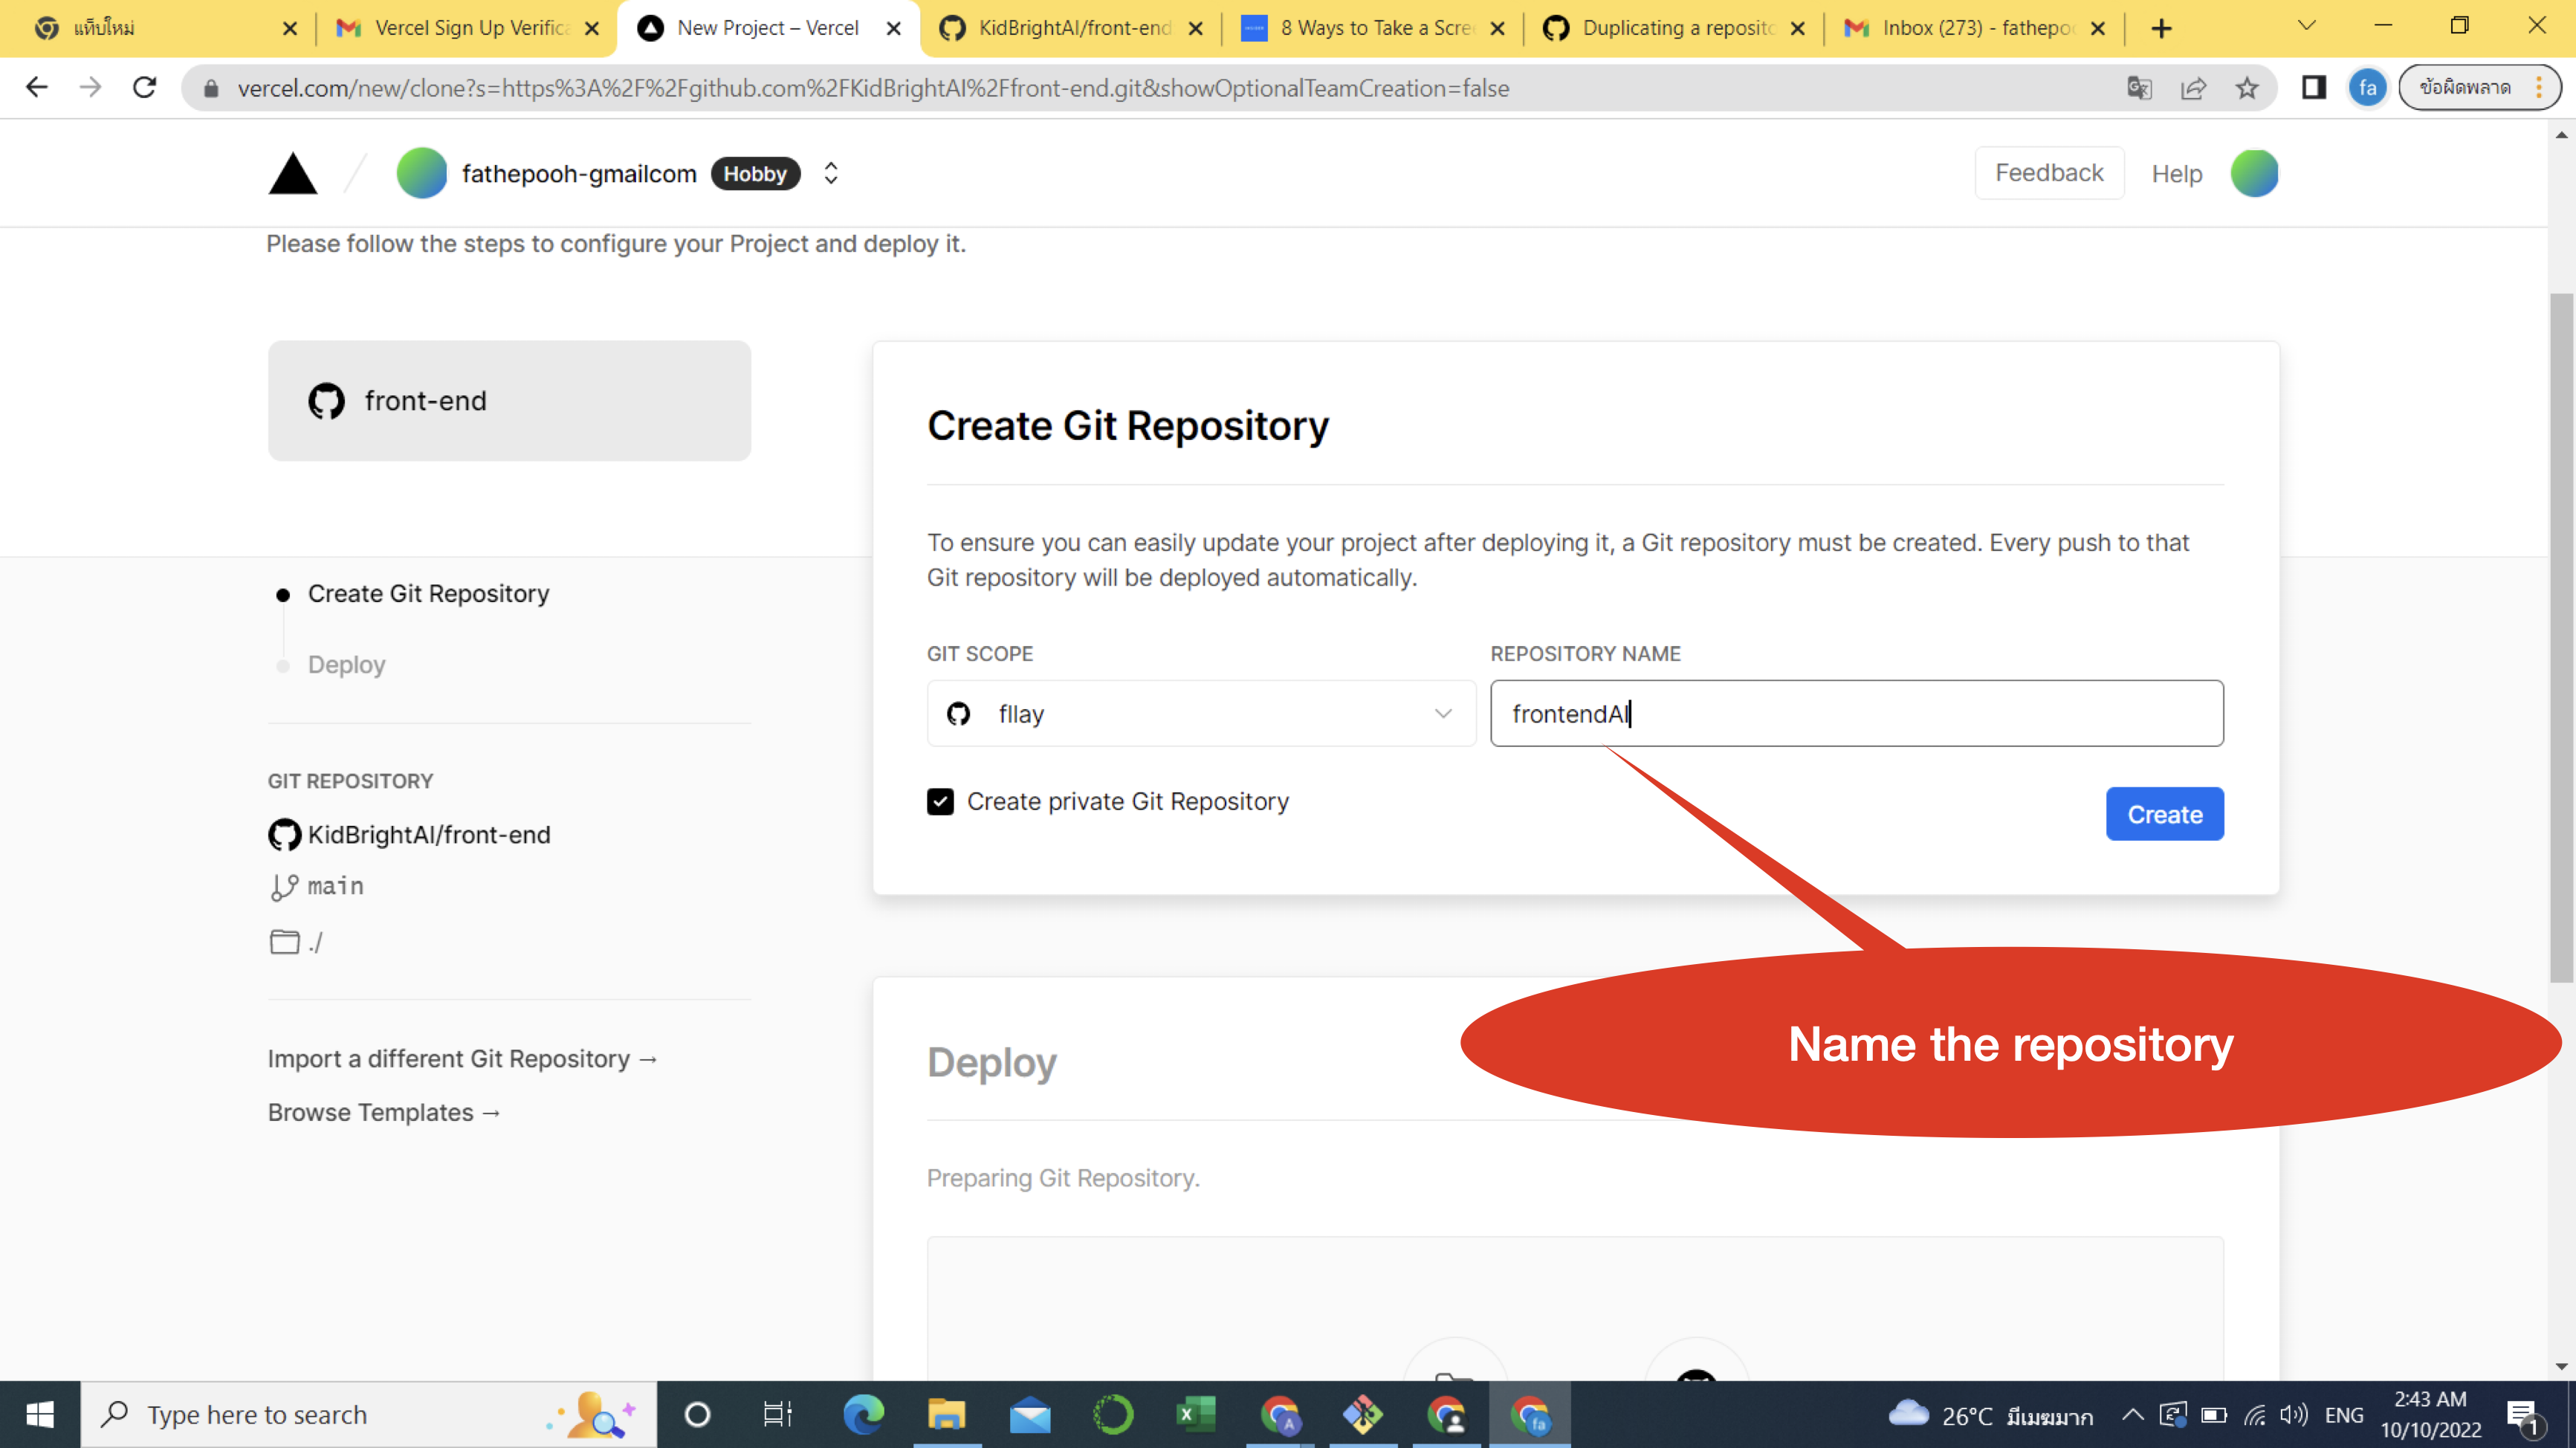 แท็บใหม่
Vercel Sign Up Verifica
New Project – Vercel
KidBrightAI/front-end
8 Ways to Take a Scre
Duplicating a reposito
Inbox (273) - fathepoo
vercel.com/new/clone?s=https%3A%2F%2Fgithub.com%2FKidBrightAI%2Ffront-end.git&showOptionalTeamCreation=false
fa
ข้อผิดพลาด
fathepooh-gmailcom
Hobby
Feedback
Help
Please follow the steps to configure your Project and deploy it.
front-end
Create Git Repository
Deploy
GIT REPOSITORY
KidBrightAI/front-end
main
./
Import a different Git Repository →
Browse Templates →
Create Git Repository
To ensure you can easily update your project after deploying it, a Git repository must be created. Every push to that
Git repository will be deployed automatically.
GIT SCOPE
REPOSITORY NAME
fllay
frontendAI
Create private Git Repository
Create
Name the repository
Deploy
Preparing Git Repository.
Type here to search
26°C มีเมฆมาก
ENG
2:43 AM
10/10/2022
1